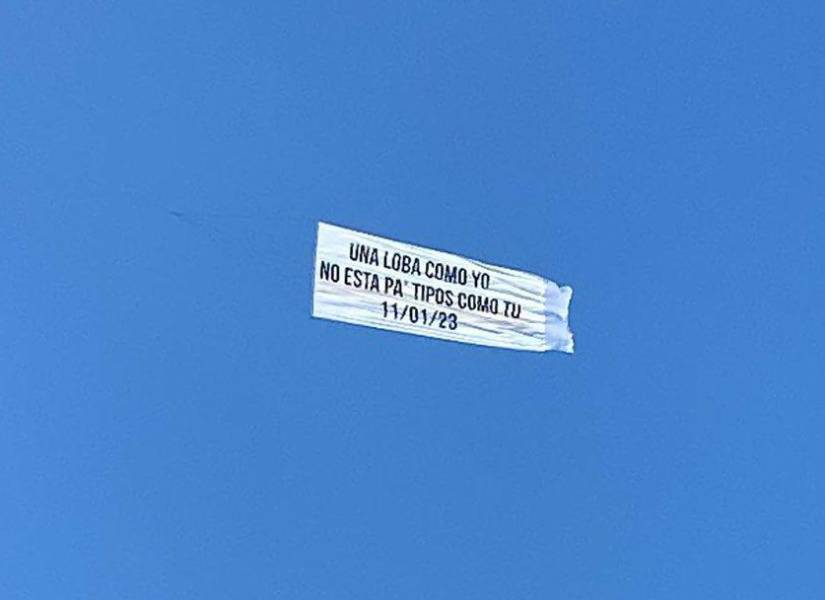 UNA LOBA COMO YO
NO ESTA PA' TIPOS COMO TU
11/01/23